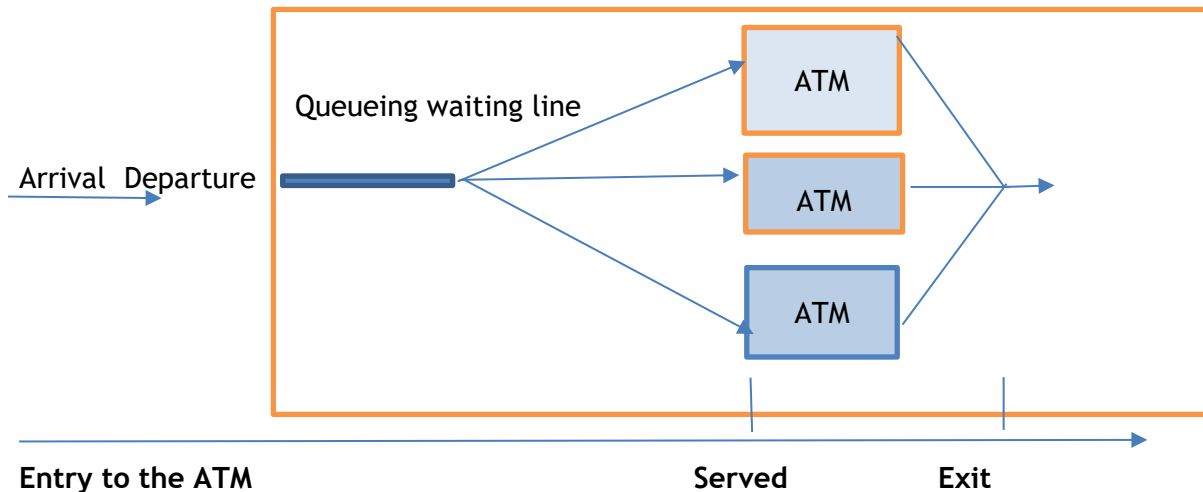 ATM
Queueing waiting line
Arrival Departure
ATM
ATM
Entry to the ATM Served Exit